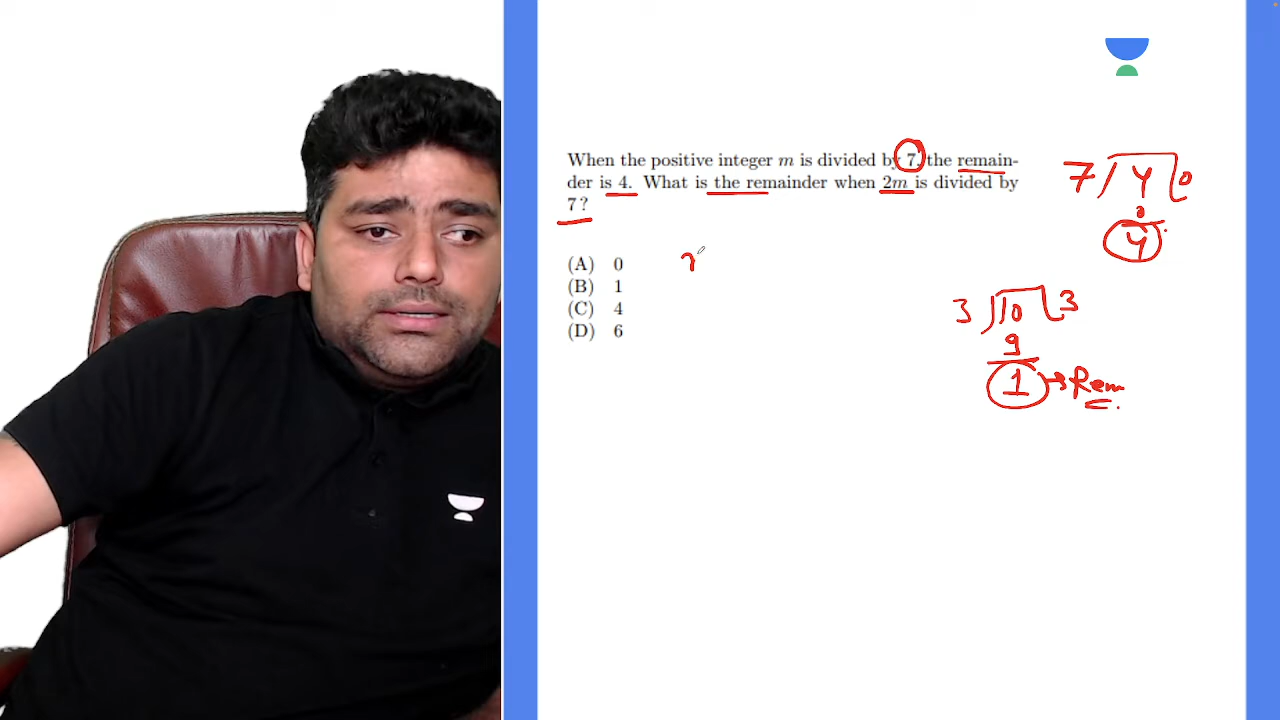 When the positive integer m is divided by 7, the remain-
der is 4. What is the remainder when 2m is divided by
7?
(A) 0
(B) 1
(C) 4
(D) 6
7 4 0
0
4
3 10 3
9
1 → Rem